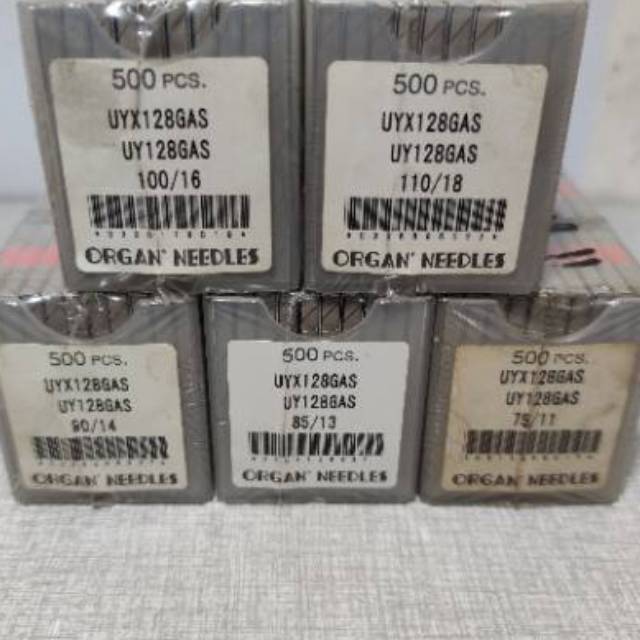 500 PCS.
UYX128GAS
UY128GAS
100/16
ORGAN' NEEDLES
500 PCS.
UYX128GAS
UY128GAS
110/18
ORGAN' NEEDLES
500 PCS.
UYX128GAS
UY128GAS
90/14
ORGAN' NEEDLES
500 PCS.
UYX128GAS
UY128GAS
85/13
ORGAN' NEEDLES
500 PCS.
UYX128GAS
UY128GAS
75/11
ORGAN' NEEDLES